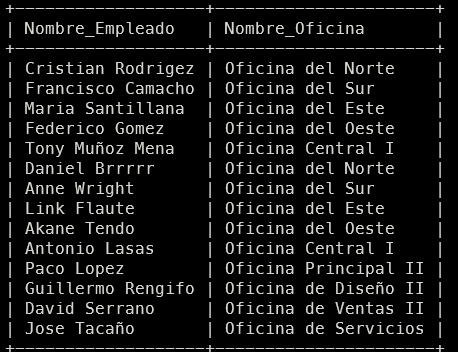 +-------------------+----------------------+
| Nombre_Empleado   | Nombre_Oficina       |
+-------------------+----------------------+
| Cristian Rodrigez | Oficina del Norte    |
| Francisco Camacho | Oficina del Sur      |
| Maria Santillana  | Oficina del Este     |
| Federico Gomez    | Oficina del Oeste    |
| Tony Muñoz Mena   | Oficina Central I    |
| Daniel Brrrrr     | Oficina del Norte    |
| Anne Wright       | Oficina del Sur      |
| Link Flaute       | Oficina del Este     |
| Akane Tendo       | Oficina del Oeste    |
| Antonio Lasas     | Oficina Central I    |
| Paco Lopez        | Oficina Principal II |
| Guillermo Rengifo | Oficina de Diseño II |
| David Serrano     | Oficina de Ventas II |
| Jose Tacaño       | Oficina de Servicios |
+-------------------+----------------------+